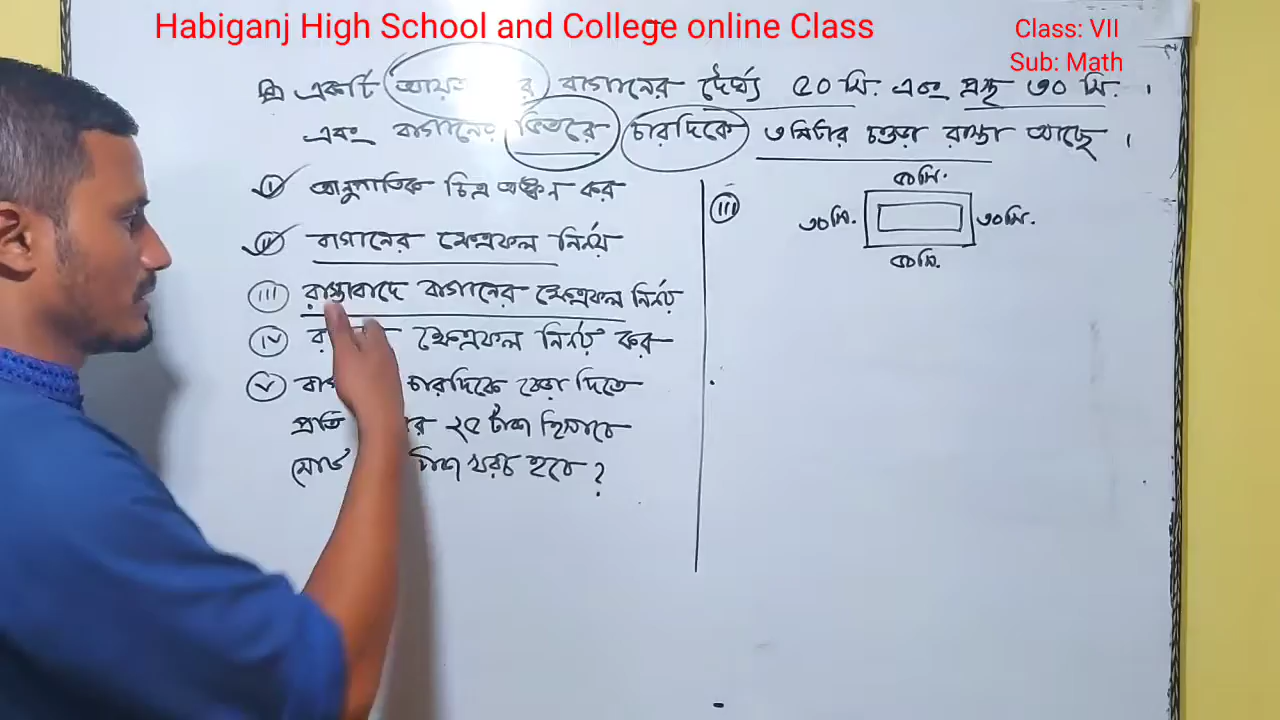 Habiganj High School and College online Class
Class: VII
Sub: Math
একটি বাগানের দৈর্ঘ্য ৫০ মি. এবং প্রস্থ ৩০ মি. ।
এবং বাগানের ভিতরে চারদিকে ৩ মিটার চওড়া রাস্তা আছে ।
i আনুপাতিক চিত্র অঙ্কন কর
ii বাগানের ক্ষেত্রফল নির্ণয়
iii রাস্তাবাদে বাগানের ক্ষেত্রফল নির্ণয়
iv ক্ষেত্রফল নির্ণয় কর
v চারদিকে বেড়া দিতে
প্রতি ২৫ টাকা হিসাবে
মোট খরচ হবে ?
iii
৫০মি.
৩০মি. ৩০মি.
৫০মি.